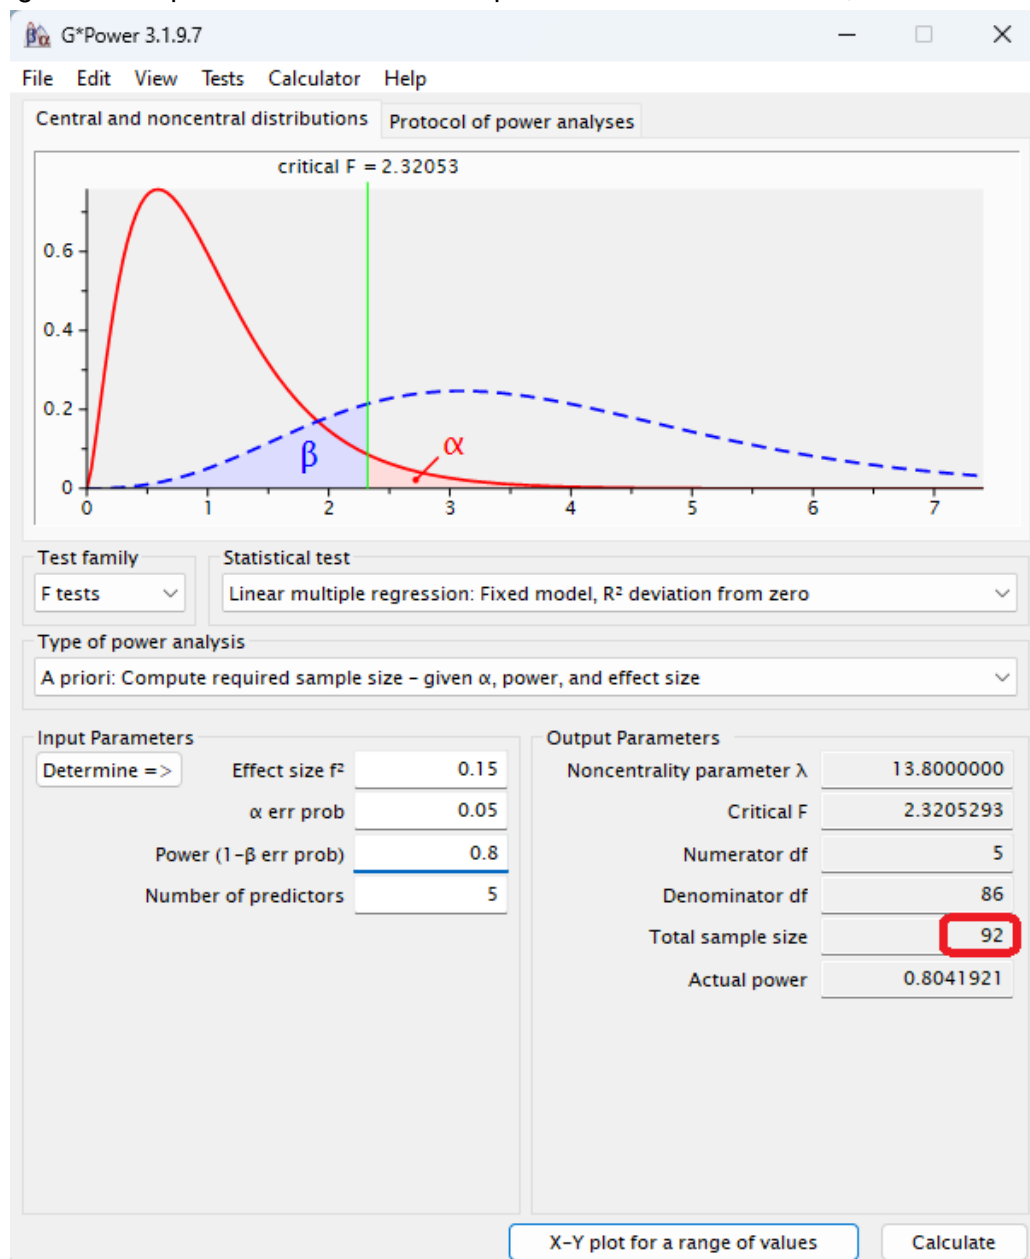 G*Power 3.1.9.7
File Edit View Tests Calculator Help
Central and noncentral distributions Protocol of power analyses
critical F = 2.32053
0.6
0.4
0.2
0
β
α
0 1 2 3 4 5 6 7
Test family Statistical test
F tests Linear multiple regression: Fixed model, R² deviation from zero
Type of power analysis
A priori: Compute required sample size – given α, power, and effect size
Input Parameters Output Parameters
Determine => Effect size f² 0.15 Noncentrality parameter λ 13.8000000
α err prob 0.05 Critical F 2.3205293
Power (1-β err prob) 0.8 Numerator df 5
Number of predictors 5 Denominator df 86
Total sample size 92
Actual power 0.8041921
X-Y plot for a range of values Calculate